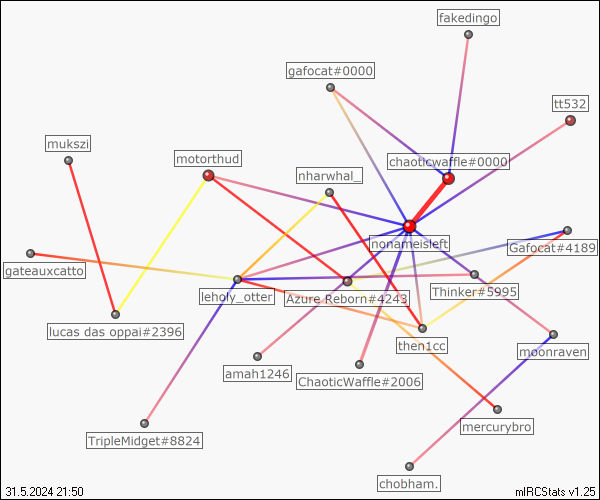 fakedingo
gafocat#0000
tt532
mukszi
motorthud
chaoticwaffle#0000
nharwhal_
nonameisleft
Gafocat#4189
gateauxcatto
leholy_otter
Azure Reborn#4243
Thinker#5995
lucas das oppai#2396
then1cc
moonraven
amah1246
ChaoticWaffle#2006
mercurybro
TripleMidget#8824
chobham.
31.5.2024 21:50
mIRCStats v1.25